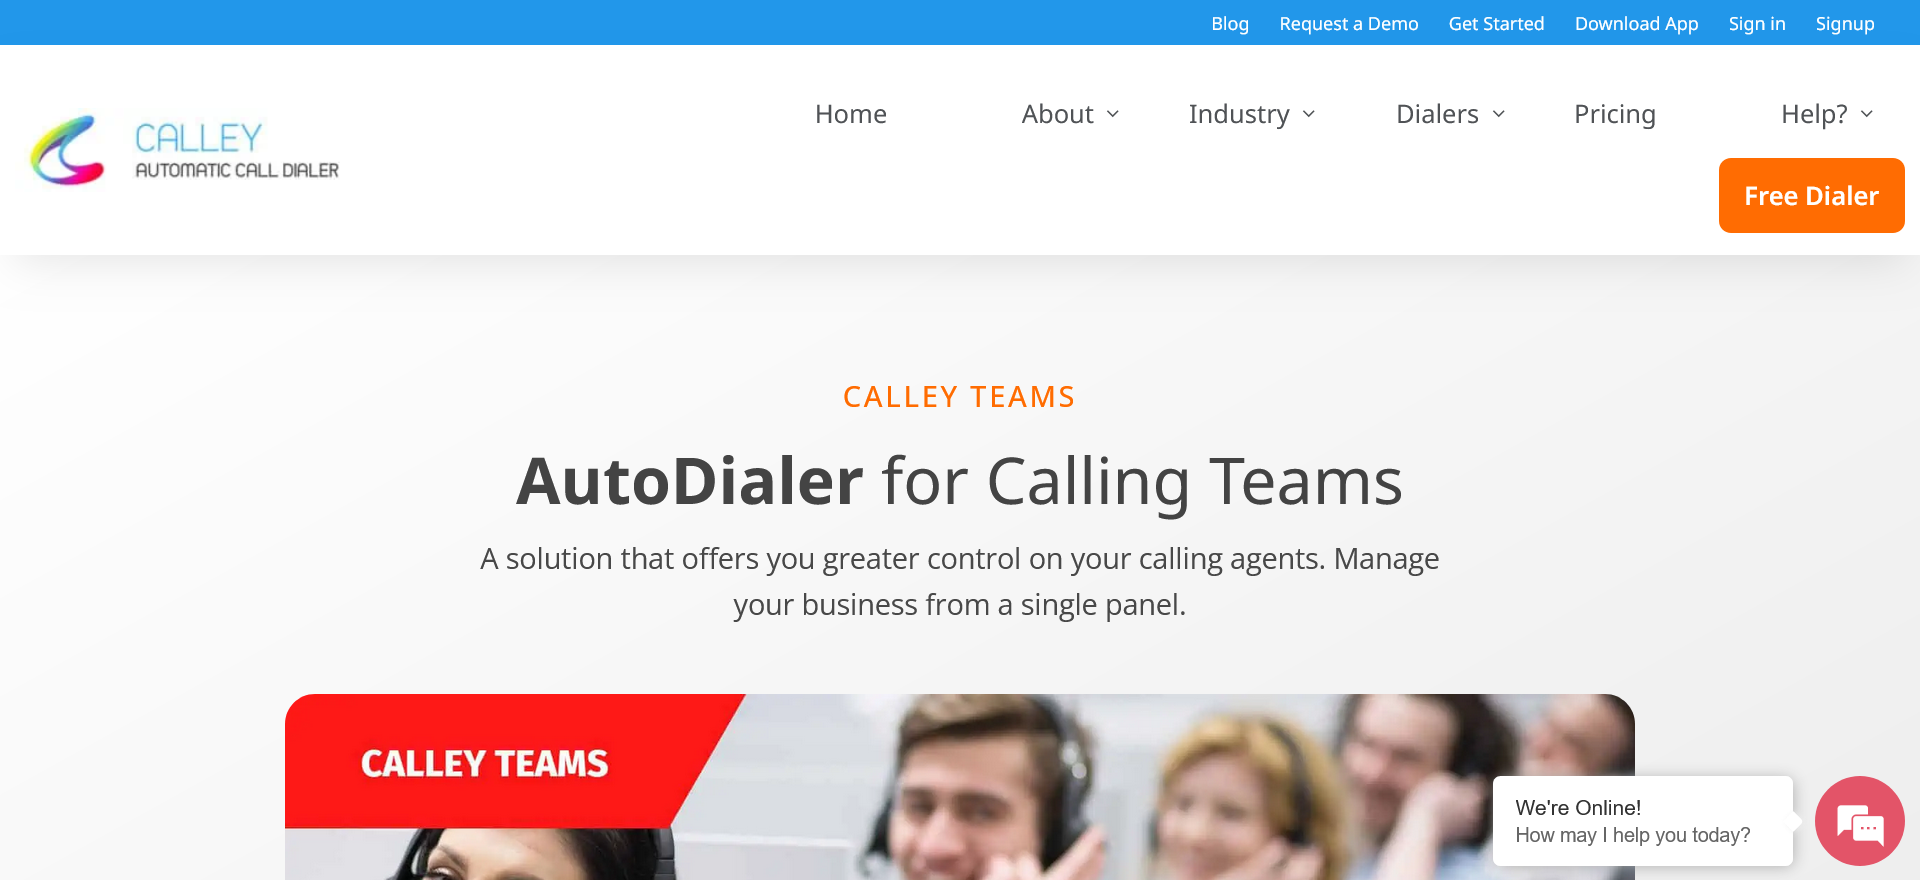 Blog Request a Demo Get Started Download App Sign in Signup
CALLEY
AUTOMATIC CALL DIALER
Home About Industry Dialers Pricing Help?
Free Dialer
CALLEY TEAMS
AutoDialer for Calling Teams
A solution that offers you greater control on your calling agents. Manage
your business from a single panel.
CALLEY TEAMS
We're Online!
How may I help you today?